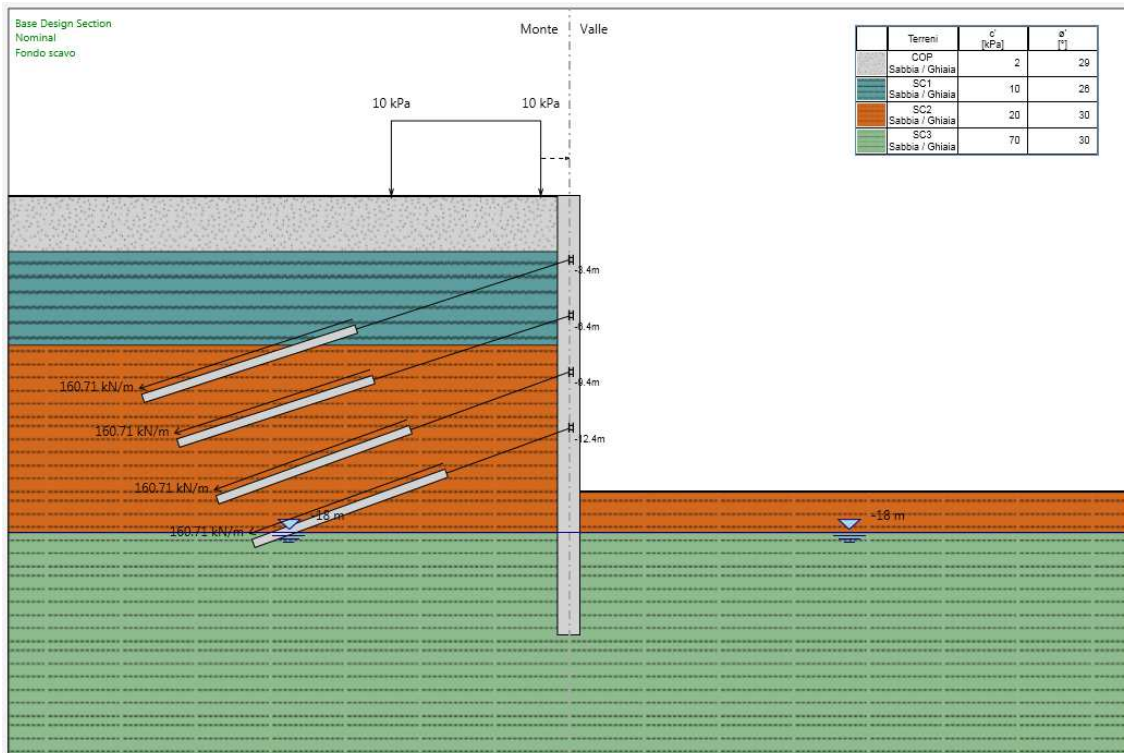 Base Design Section
Nominal
Fondo scavo
Monte
Valle
Terreni c' [kPa] ø' [°]
COP Sabbia / Ghiaia 2 29
SC1 Sabbia / Ghiaia 10 26
SC2 Sabbia / Ghiaia 20 30
SC3 Sabbia / Ghiaia 70 30
10 kPa
10 kPa
-3.4m
-6.4m
-9.4m
-12.4m
160.71 kN/m
160.71 kN/m
160.71 kN/m
160.71 kN/m
-18 m
-18 m